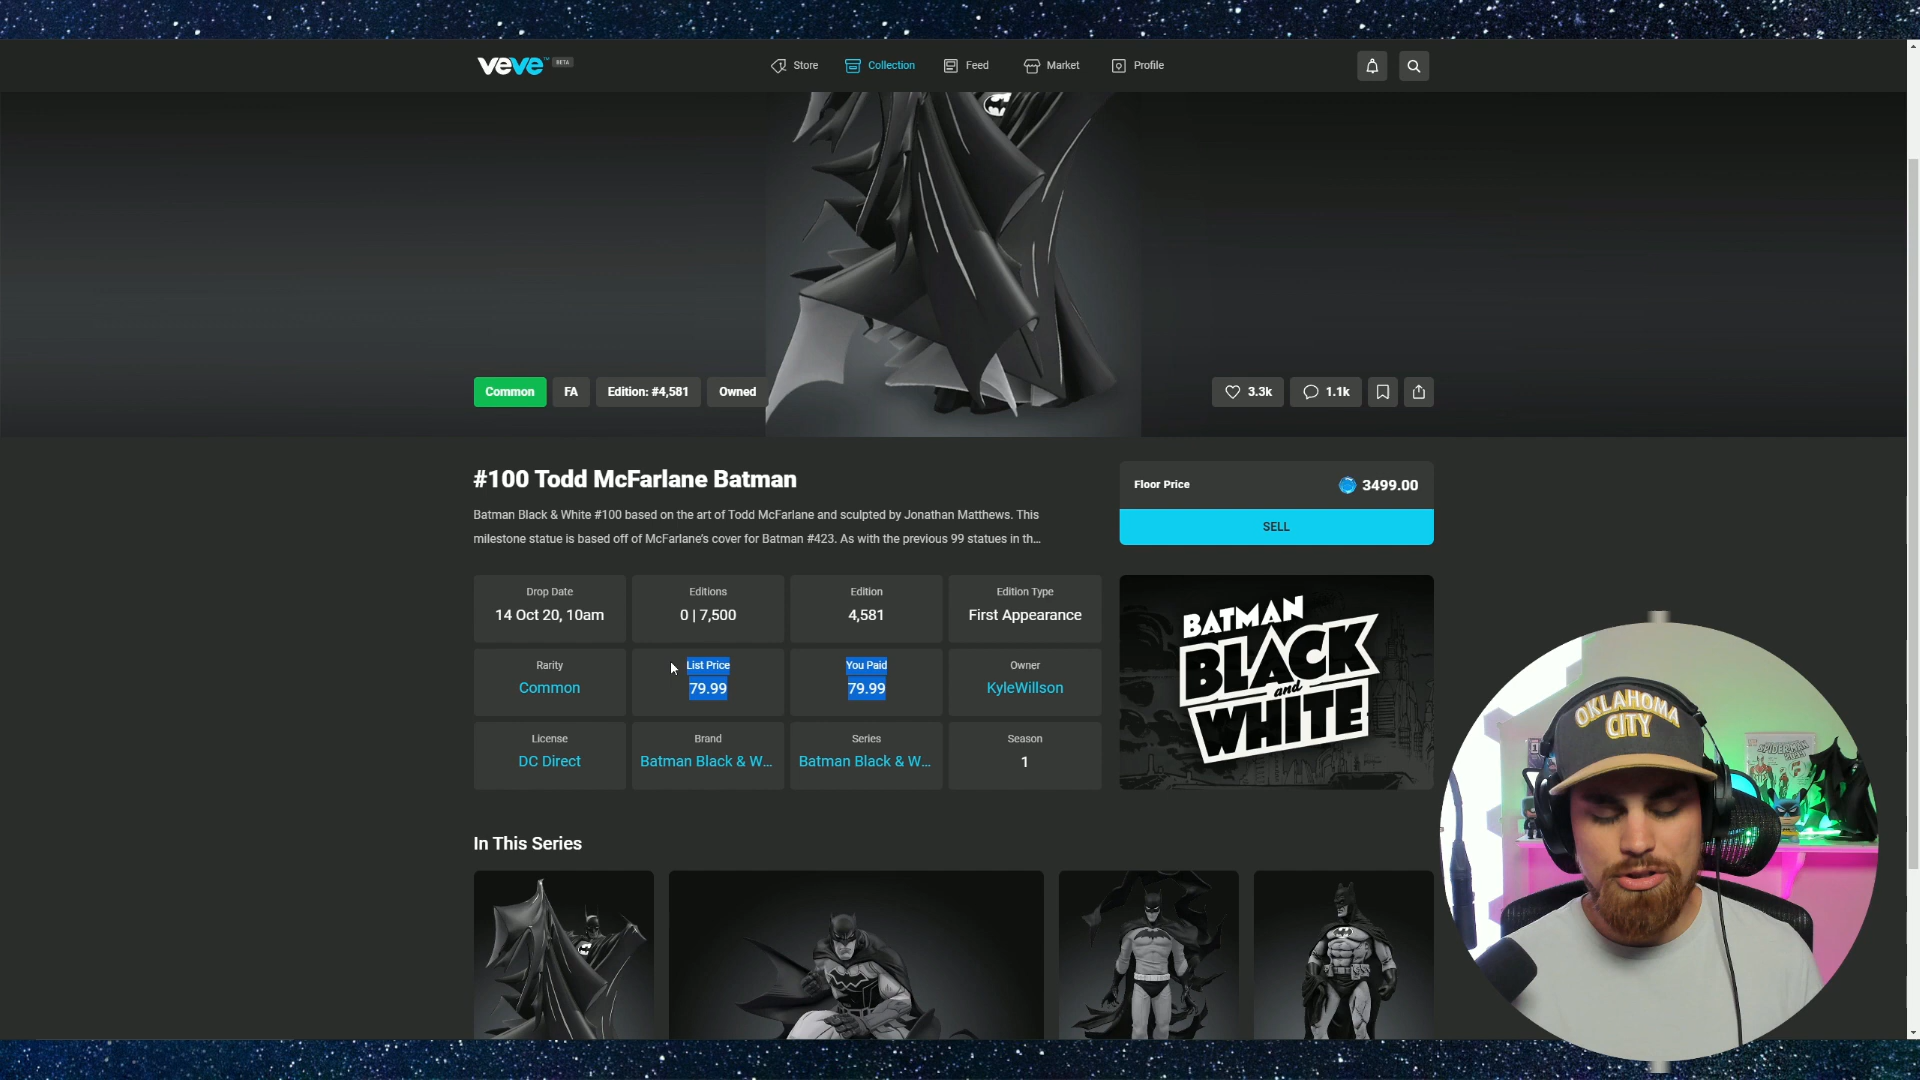 veve BETA
Store
Collection
Feed
Market
Profile
Common
FA
Edition: #4,581
Owned
3.3k
1.1k
#100 Todd McFarlane Batman
Batman Black & White #100 based on the art of Todd McFarlane and sculpted by Jonathan Matthews. This
milestone statue is based off of McFarlane's cover for Batman #423. As with the previous 99 statues in th...
Floor Price
3499.00
SELL
Drop Date
14 Oct 20, 10am
Editions
0 | 7,500
Edition
4,581
Edition Type
First Appearance
Rarity
Common
List Price
79.99
You Paid
79.99
Owner
KyleWillson
License
DC Direct
Brand
Batman Black & W...
Series
Batman Black & W...
Season
1
BATMAN
BLACK
and
WHITE
In This Series
OKLAHOMA
CITY
SPIDER-MAN